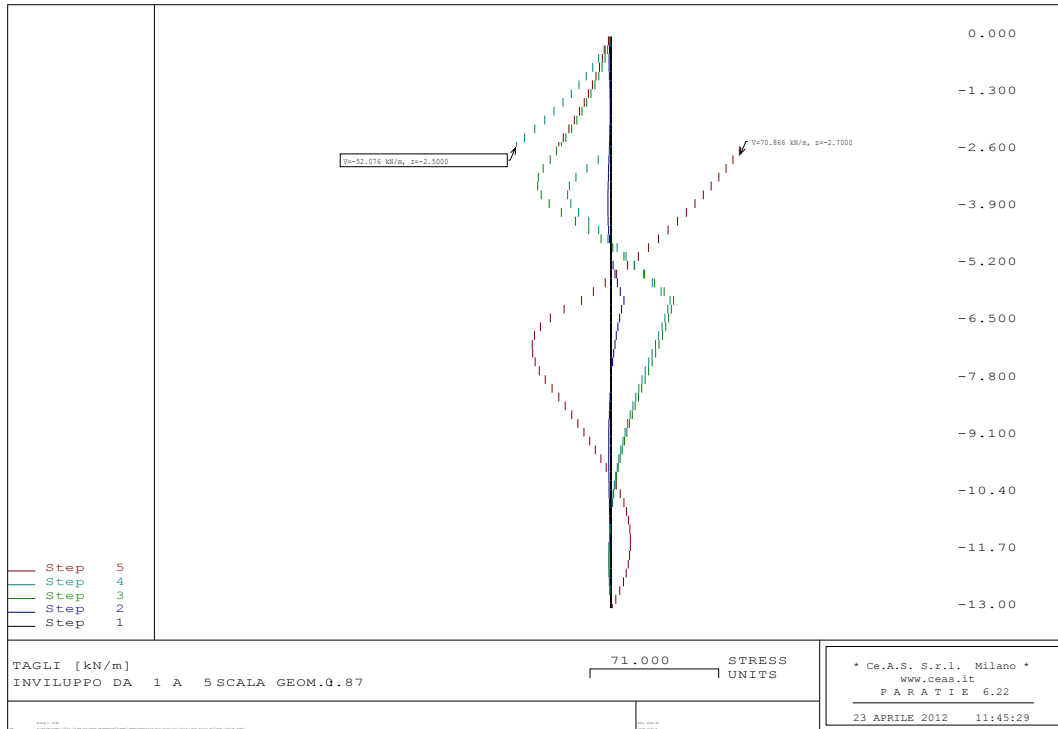 0.000
-1.300
V=70.866 kN/m, z=-2.7000
-2.600
V=-52.076 kN/m, z=-2.5000
-3.900
-5.200
-6.500
-7.800
-9.100
-10.40
-11.70
-13.00
Step 5
Step 4
Step 3
Step 2
Step 1
TAGLI [kN/m]
INVILUPPO DA 1 A 5 SCALA GEOM.0.87
71.000 STRESS
UNITS
* Ce.A.S. S.r.l. Milano *
www.ceas.it
P A R A T I E 6.22
23 APRILE 2012 11:45:29